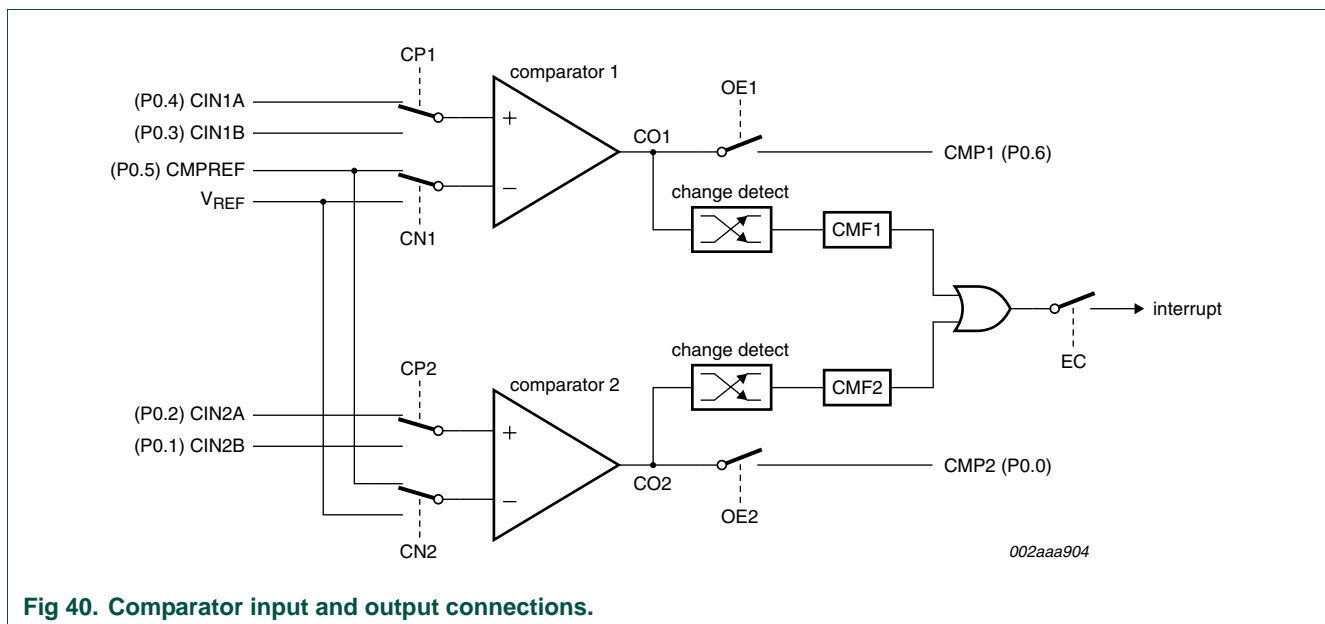 CP1
comparator 1
OE1
(P0.4) CIN1A
+
(P0.3) CIN1B
CO1
CMP1 (P0.6)
(P0.5) CMPREF
−
VREF
change detect
CN1
CMF1
interrupt
EC
CP2
comparator 2
change detect
CMF2
(P0.2) CIN2A
+
(P0.1) CIN2B
CMP2 (P0.0)
CO2
−
OE2
CN2
002aaa904
Fig 40. Comparator input and output connections.